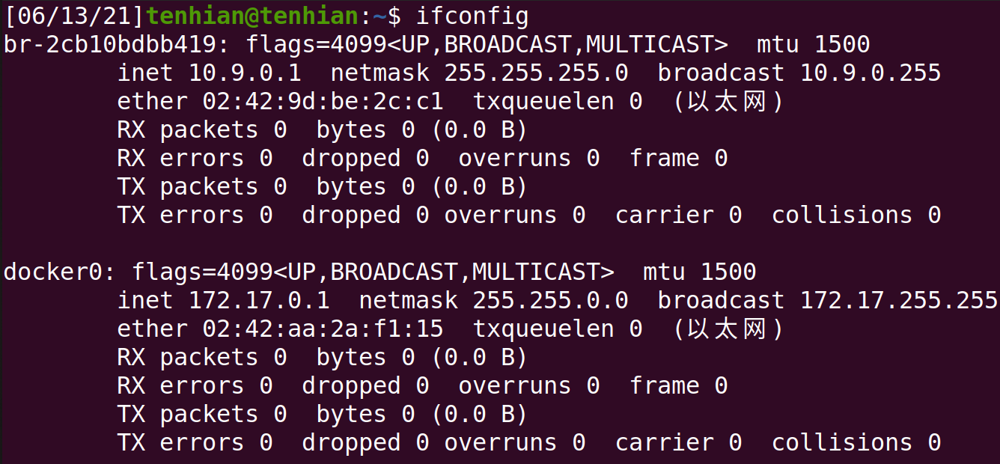 [06/13/21]tenhian@tenhian:~$ ifconfig
br-2cb10bdbb419: flags=4099<UP,BROADCAST,MULTICAST>  mtu 1500
        inet 10.9.0.1  netmask 255.255.255.0  broadcast 10.9.0.255
        ether 02:42:9d:be:2c:c1  txqueuelen 0  (以太网)
        RX packets 0  bytes 0 (0.0 B)
        RX errors 0  dropped 0  overruns 0  frame 0
        TX packets 0  bytes 0 (0.0 B)
        TX errors 0  dropped 0 overruns 0  carrier 0  collisions 0

docker0: flags=4099<UP,BROADCAST,MULTICAST>  mtu 1500
        inet 172.17.0.1  netmask 255.255.0.0  broadcast 172.17.255.255
        ether 02:42:aa:2a:f1:15  txqueuelen 0  (以太网)
        RX packets 0  bytes 0 (0.0 B)
        RX errors 0  dropped 0  overruns 0  frame 0
        TX packets 0  bytes 0 (0.0 B)
        TX errors 0  dropped 0 overruns 0  carrier 0  collisions 0